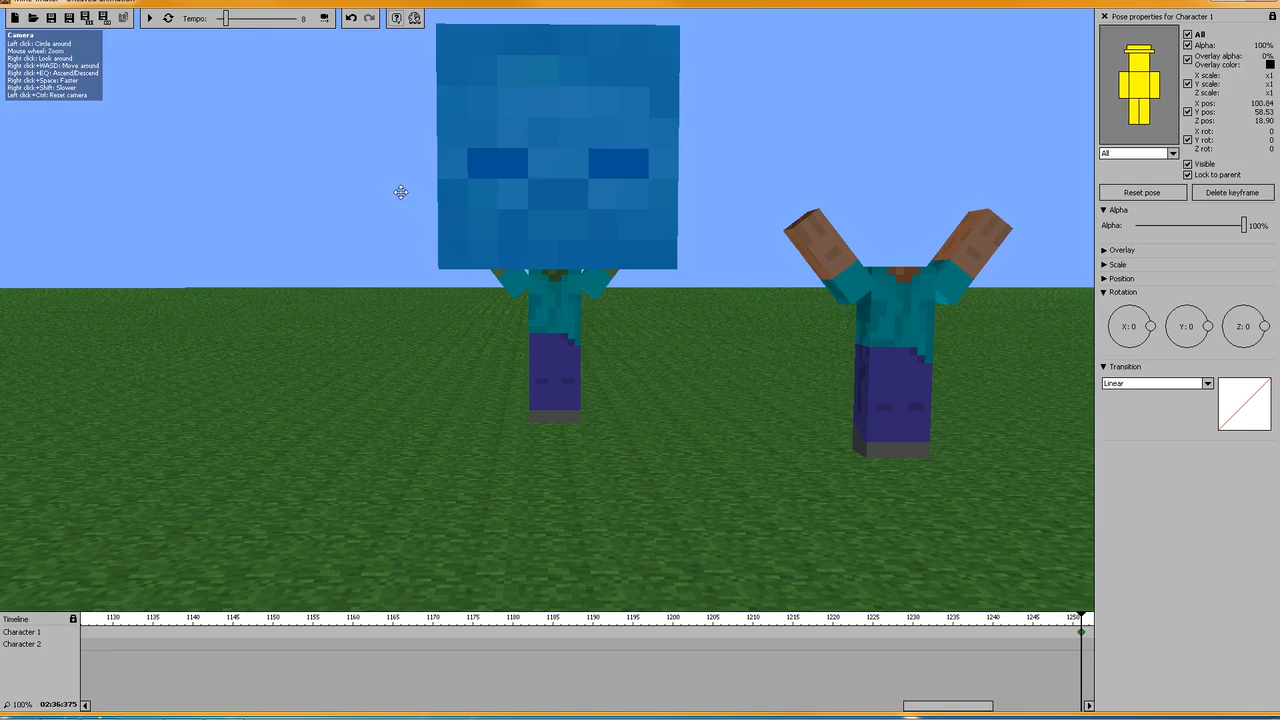 Mine-imator - Unsaved animation
Tempo: 8
Camera
Left click: Circle around
Mouse wheel: Zoom
Right click: Look around
Right click+WASD: Move around
Right click+EQ: Ascend/Descend
Right click+Space: Faster
Right click+Shift: Slower
Left click+Ctrl: Reset camera
Pose properties for Character 1
All
Alpha: 100%
Overlay alpha: 0%
Overlay color:
X scale: x1
Y scale: x1
Z scale: x1
X pos: 100.84
Y pos: 58.53
Z pos: 18.90
X rot: 0
Y rot: 0
Z rot: 0
All
Visible
Lock to parent
Reset pose
Delete keyframe
Alpha
Alpha: 100%
Overlay
Scale
Position
Rotation
X: 0 Y: 0 Z: 0
Transition
Linear
Timeline
1130 1135 1140 1145 1150 1155 1160 1165 1170 1175 1180 1185 1190 1195 1200 1205 1210 1215 1220 1225 1230 1235 1240 1245 1250
Character 1
Character 2
100% 02:36:375